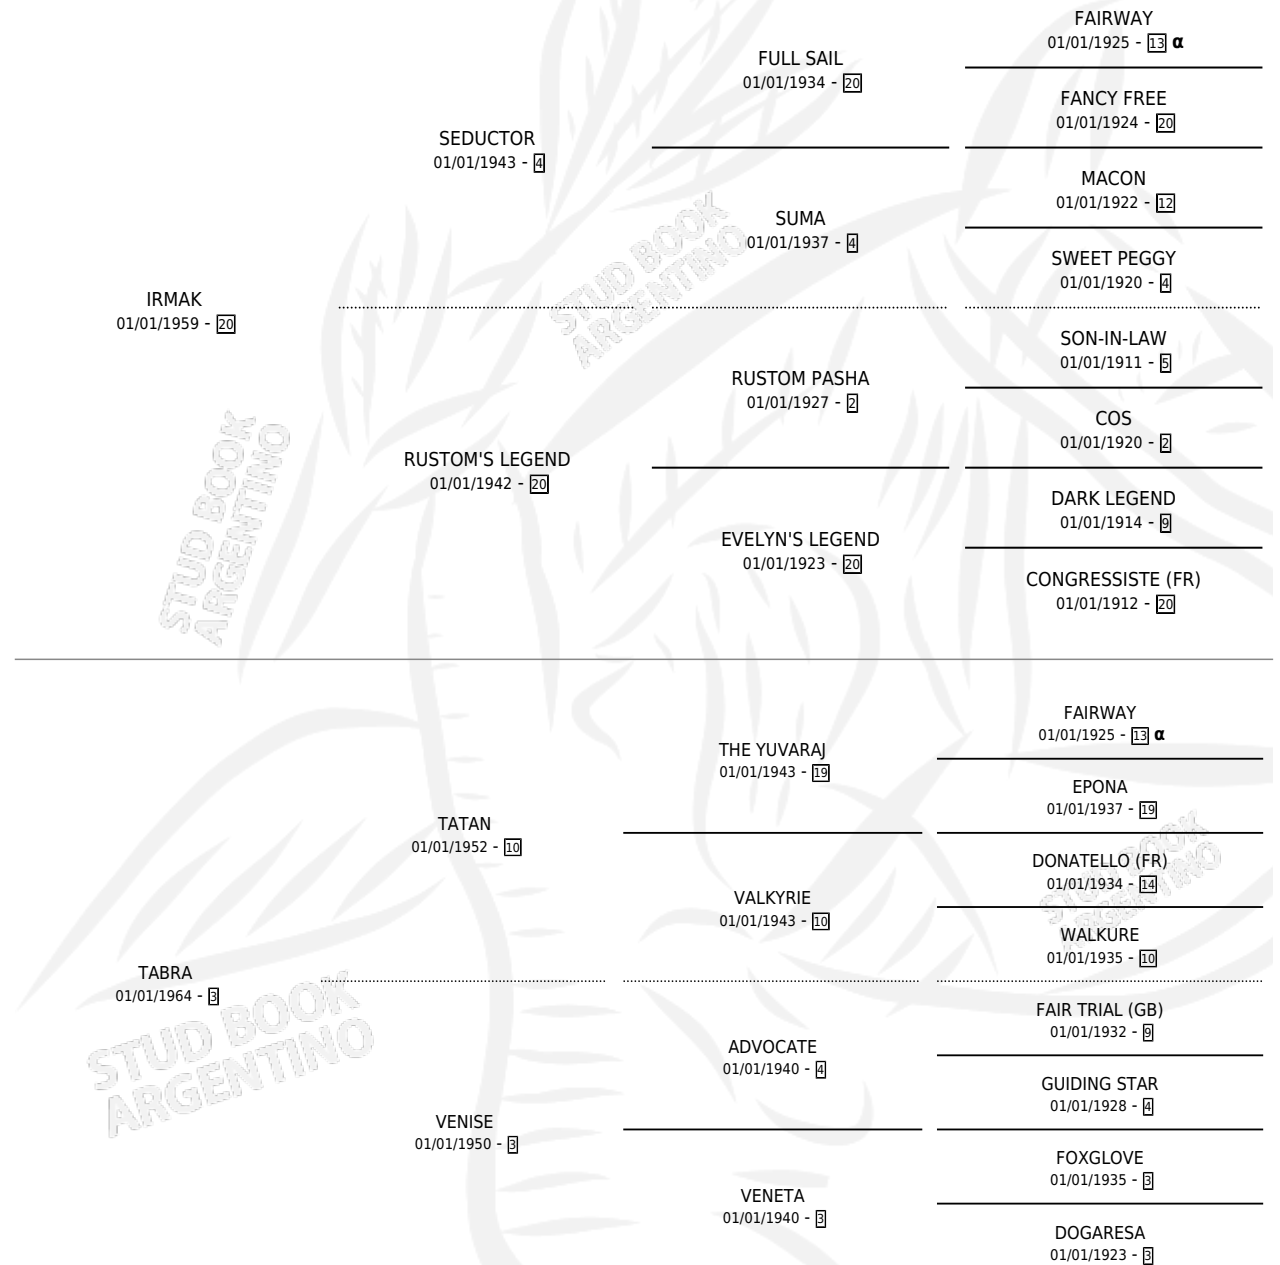 FAIRWAY
01/01/1925 - 13 α
FULL SAIL
01/01/1934 - 20
FANCY FREE
01/01/1924 - 20
SEDUCTOR
01/01/1943 - 4
MACON
01/01/1922 - 12
SUMA
01/01/1937 - 4
SWEET PEGGY
01/01/1920 - 4
IRMAK
01/01/1959 - 20
SON-IN-LAW
01/01/1911 - 5
RUSTOM PASHA
01/01/1927 - 2
COS
01/01/1920 - 2
RUSTOM'S LEGEND
01/01/1942 - 20
DARK LEGEND
01/01/1914 - 9
EVELYN'S LEGEND
01/01/1923 - 20
CONGRESSISTE (FR)
01/01/1912 - 20
STUD BOOK
ARGENTINO
STUD BOOK
ARGENTINO
FAIRWAY
01/01/1925 - 13 α
THE YUVARAJ
01/01/1943 - 19
EPONA
01/01/1937 - 19
TATAN
01/01/1952 - 10
DONATELLO (FR)
01/01/1934 - 14
VALKYRIE
01/01/1943 - 10
WALKURE
01/01/1935 - 10
TABRA
01/01/1964 - 3
FAIR TRIAL (GB)
01/01/1932 - 9
ADVOCATE
01/01/1940 - 4
GUIDING STAR
01/01/1928 - 4
VENISE
01/01/1950 - 3
FOXGLOVE
01/01/1935 - 3
VENETA
01/01/1940 - 3
DOGARESA
01/01/1923 - 3
STUD BOOK
ARGENTINO
STUD BOOK
ARGENTINO